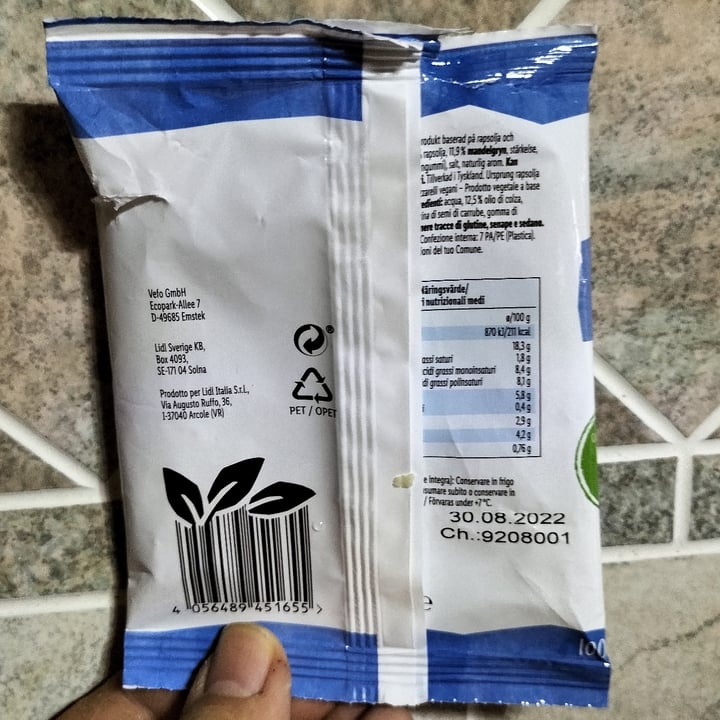 Vefo GmbH
Ecopark-Allee 7
D-49685 Emstek
Lidl Sverige KB,
Box 4093,
SE-171 04 Solna
Prodotto per Lidl Italia S.r.l.,
Via Augusto Ruffo, 36,
I-37040 Arcole (VR)
PET / OPET
4 056489 451655 >
rodukt baserad på rapsolja och
rapsolja, 11,9 % mandelgryn, stärkelse,
ngummi), salt, naturlig arom. Kan
Tillverkad i Tyskland. Ursprung rapsolja
zarelli vegani – Prodotto vegetale a base
edienti: acqua, 12,5 % olio di colza,
ina di semi di carrube, gomma di
nere tracce di glutine, senape e sedano.
Confezione interna: 7 PA/PE (Plastica).
ioni del tuo Comune.
Näringsvärde/
i nutrizionali medi
ø/100 g
870 kJ/211 kcal
18,3 g
assi saturi 1,8 g
cidi grassi monoinsaturi 8,4 g
di grassi polinsaturi 8,1 g
5,8 g
0,4 g
2,9 g
4,2 g
0,76 g
e integra): Conservare in frigo
nsumare subito o conservare in
/ Förvaras under +7°C.
30.08.2022
Ch.:9208001
e
100